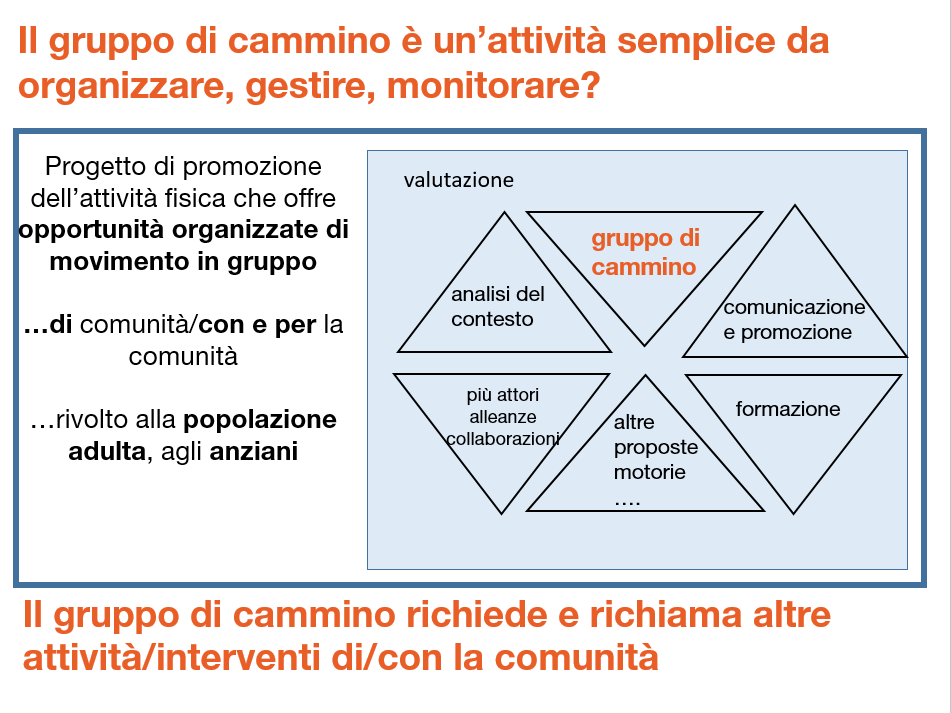 Il gruppo di cammino è un'attività semplice da
organizzare, gestire, monitorare?
Progetto di promozione
dell'attività fisica che offre
opportunità organizzate di
movimento in gruppo
…di comunità/con e per la
comunità
…rivolto alla popolazione
adulta, agli anziani
valutazione
analisi del
contesto
gruppo di
cammino
comunicazione
e promozione
più attori
alleanze
collaborazioni
altre
proposte
motorie
….
formazione
Il gruppo di cammino richiede e richiama altre
attività/interventi di/con la comunità